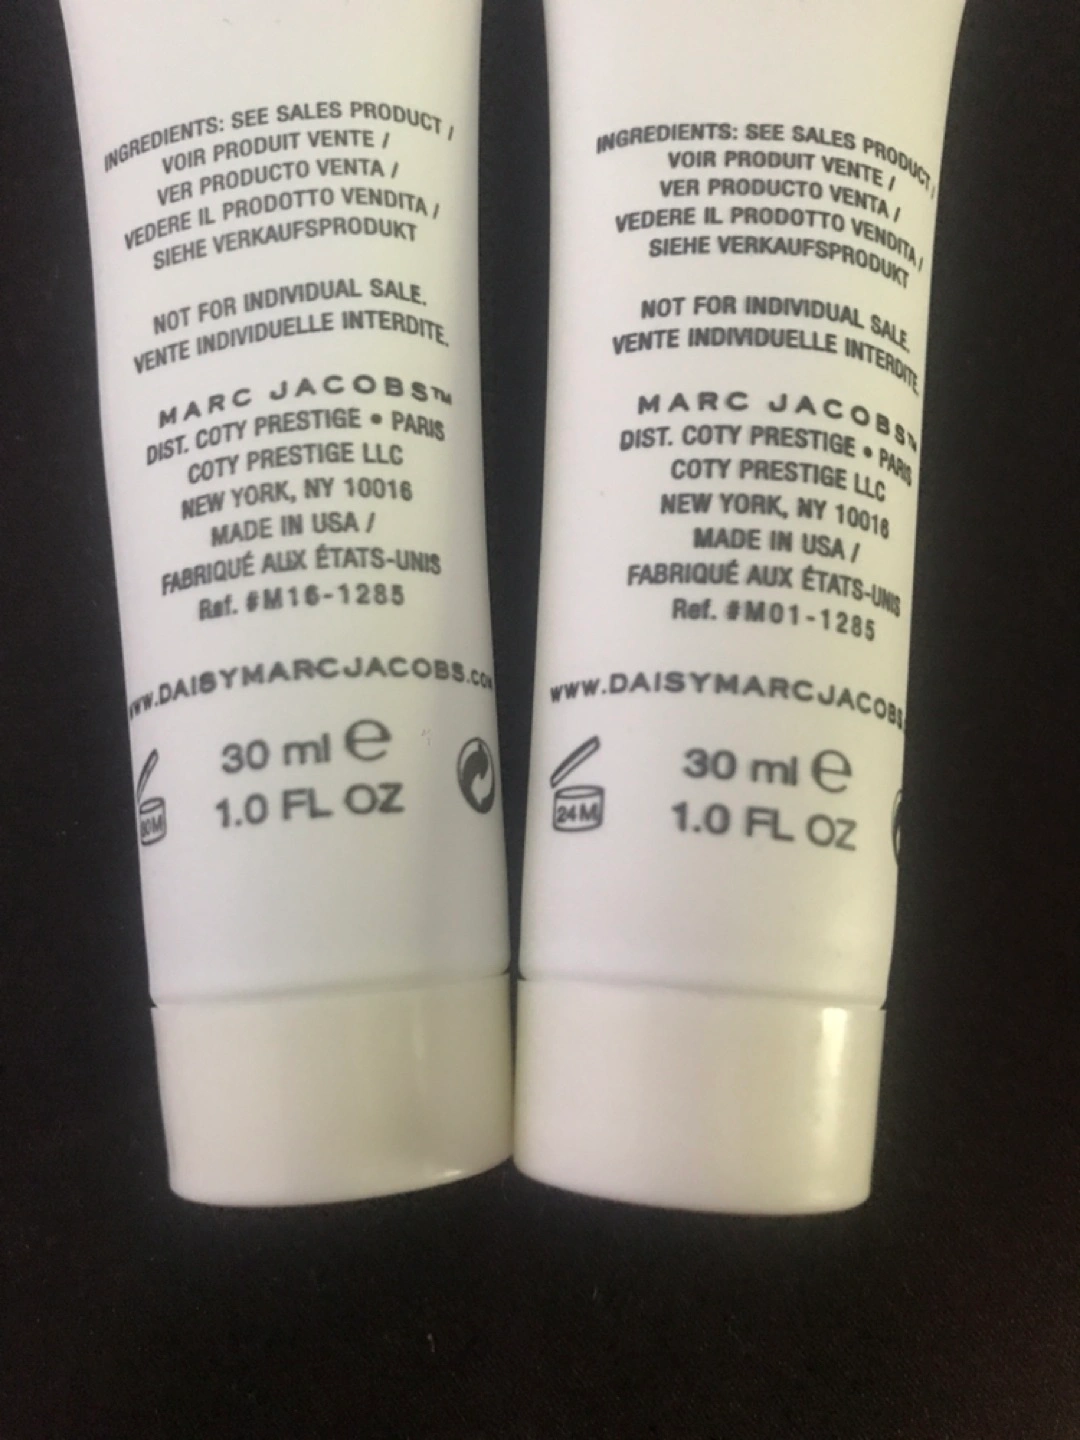 INGREDIENTS: SEE SALES PRODUCT /
VOIR PRODUIT VENTE /
VER PRODUCTO VENTA /
VEDERE IL PRODOTTO VENDITA /
SIEHE VERKAUFSPRODUKT
NOT FOR INDIVIDUAL SALE.
VENTE INDIVIDUELLE INTERDITE.
MARC JACOBS™
DIST. COTY PRESTIGE • PARIS
COTY PRESTIGE LLC
NEW YORK, NY 10016
MADE IN USA /
FABRIQUÉ AUX ÉTATS-UNIS
Ref. #M16-1285
WWW.DAISYMARCJACOBS.COM
30 ml e
1.0 FL OZ
INGREDIENTS: SEE SALES PRODUCT /
VOIR PRODUIT VENTE /
VER PRODUCTO VENTA /
VEDERE IL PRODOTTO VENDITA /
SIEHE VERKAUFSPRODUKT
NOT FOR INDIVIDUAL SALE.
VENTE INDIVIDUELLE INTERDITE.
MARC JACOBS™
DIST. COTY PRESTIGE • PARIS
COTY PRESTIGE LLC
NEW YORK, NY 10016
MADE IN USA /
FABRIQUÉ AUX ÉTATS-UNIS
Ref. #M01-1285
WWW.DAISYMARCJACOBS
30 ml e
24M
1.0 FL OZ